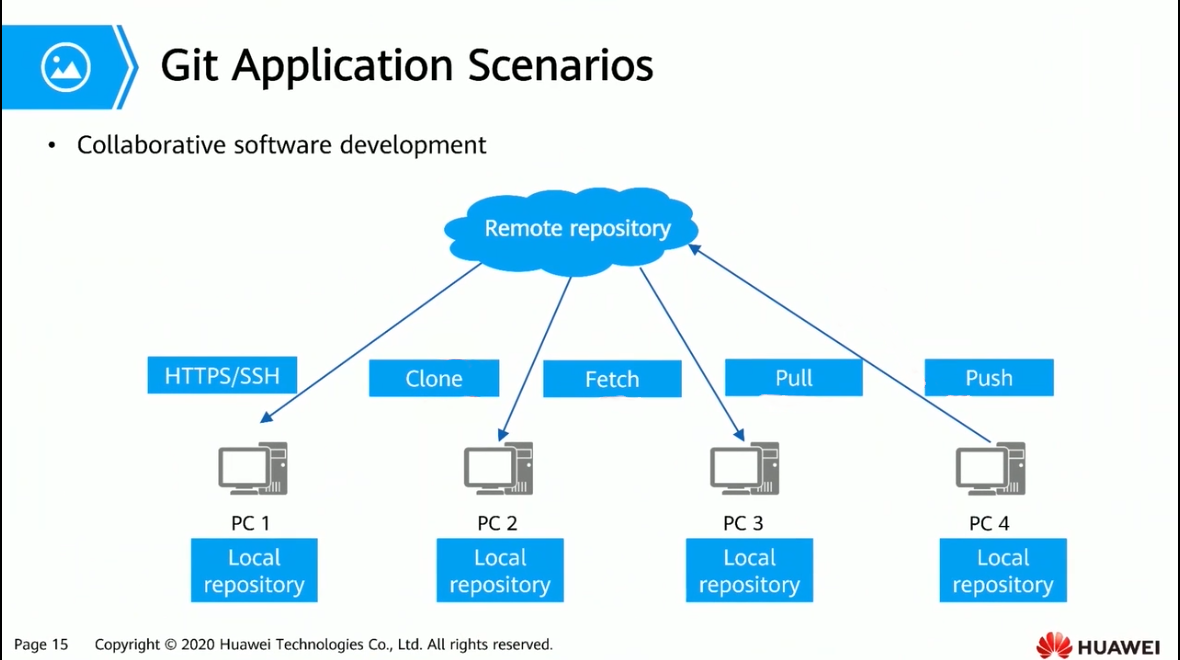 Git Application Scenarios
• Collaborative software development
Remote repository
HTTPS/SSH
Clone
Fetch
Pull
Push
PC 1
PC 2
PC 3
PC 4
Local
repository
Local
repository
Local
repository
Local
repository
Page 15
Copyright © 2020 Huawei Technologies Co., Ltd. All rights reserved.
HUAWEI